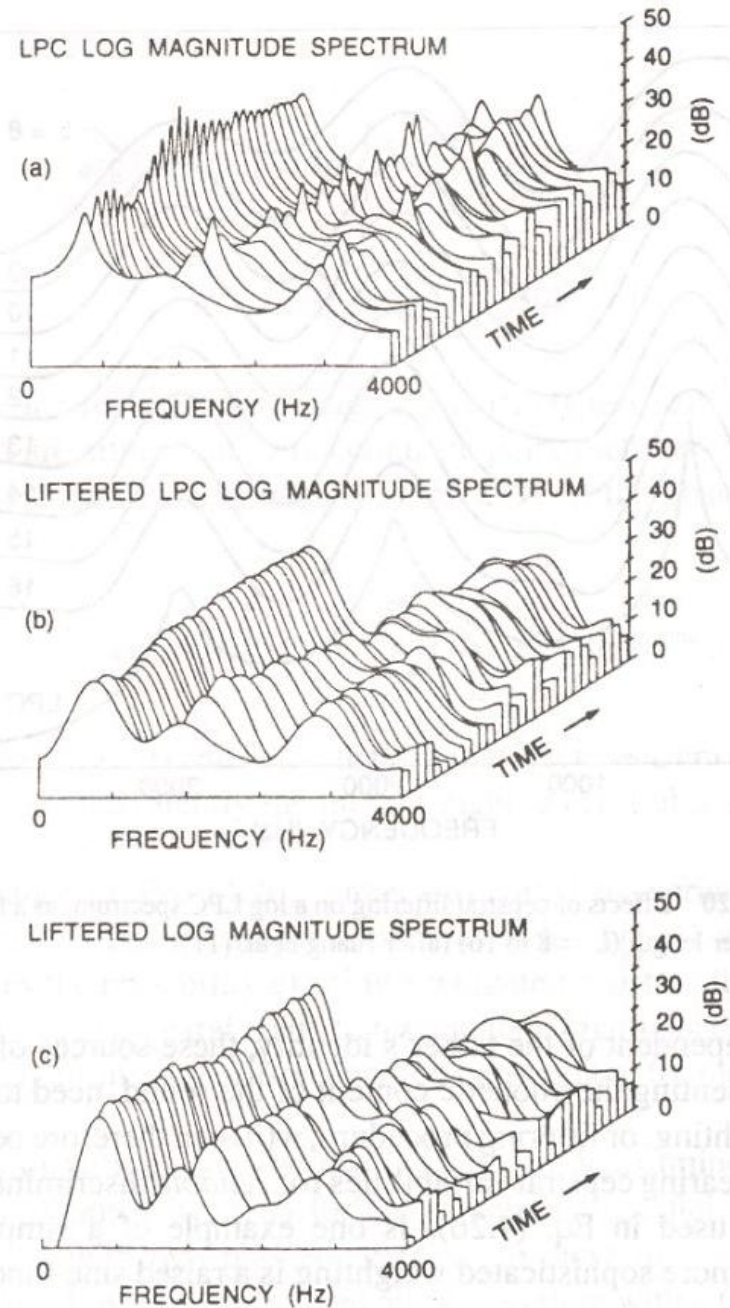 LPC LOG MAGNITUDE SPECTRUM
50
40
30
20
10
0
(dB)
(a)
TIME
0
4000
FREQUENCY (Hz)
LIFTERED LPC LOG MAGNITUDE SPECTRUM
50
40
30
20
10
0
(dB)
(b)
TIME
0
4000
FREQUENCY (Hz)
LIFTERED LOG MAGNITUDE SPECTRUM
50
40
30
20
10
0
(dB)
(c)
TIME
0
4000
FREQUENCY (Hz)